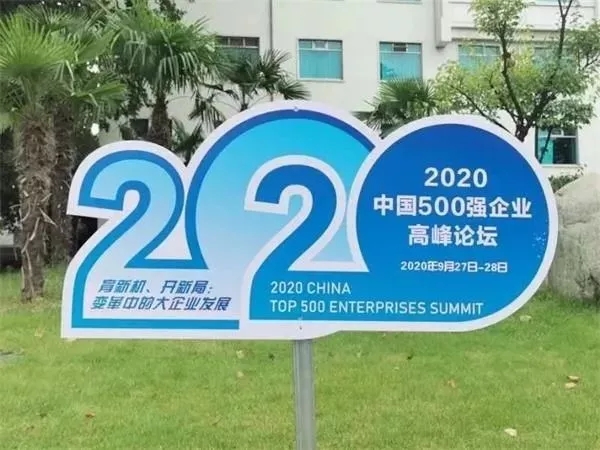 2020
2020
中国500强企业
高峰论坛
2020年9月27日-28日
育新机、开新局：
变革中的大企业发展
2020 CHINA
TOP 500 ENTERPRISES SUMMIT